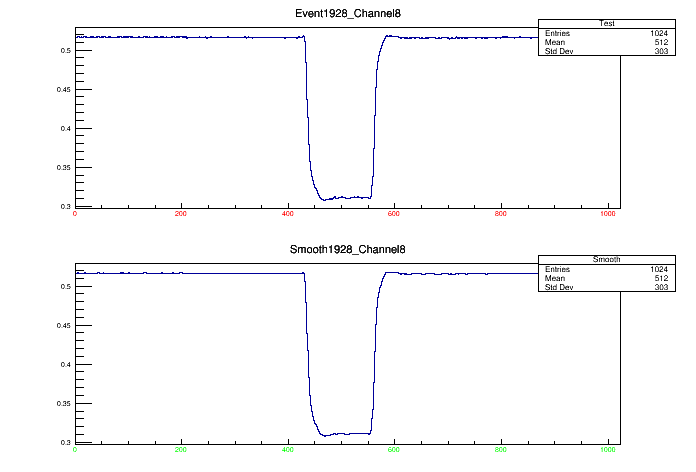 Event1928_Channel8
Test
Entries 1024
Mean 512
Std Dev 303
0.5
0.45
0.4
0.35
0.3
0 200 400 600 800 1000
Smooth1928_Channel8
Smooth
Entries 1024
Mean 512
Std Dev 303
0.5
0.45
0.4
0.35
0.3
0 200 400 600 800 1000